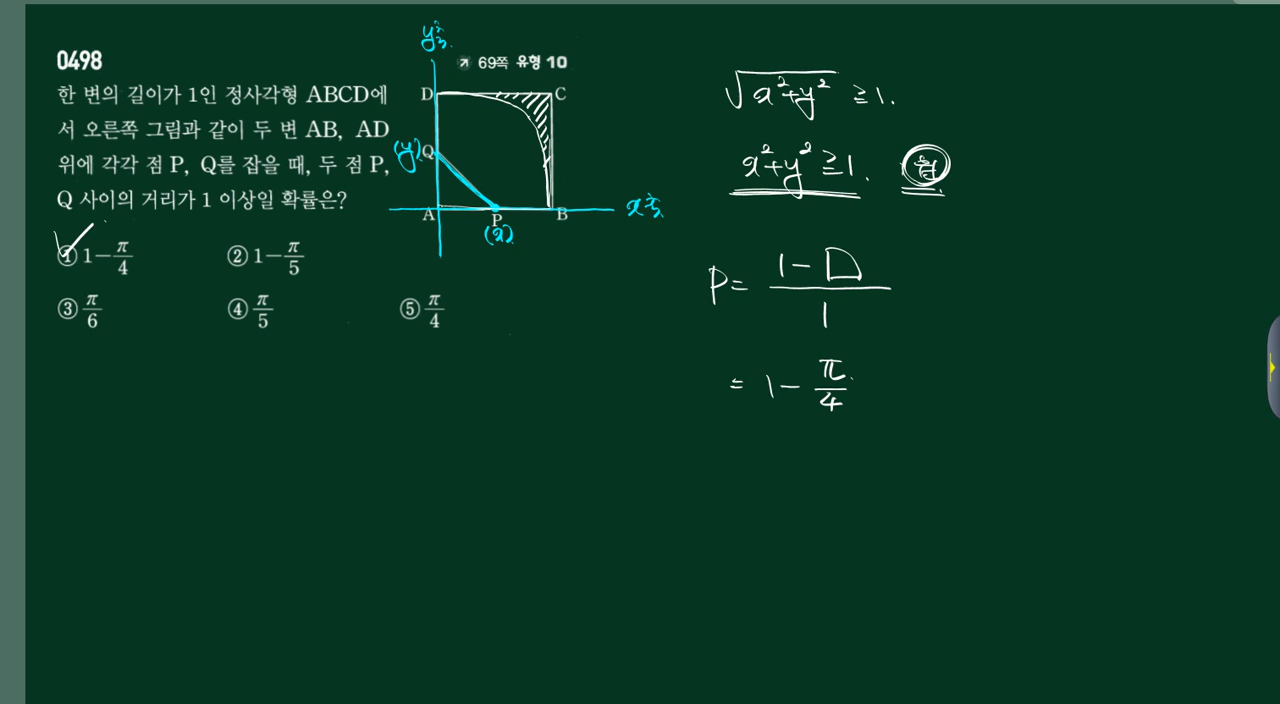 0498
↗ 69쪽 유형 10
한 변의 길이가 1인 정사각형 ABCD에
서 오른쪽 그림과 같이 두 변 AB, AD
위에 각각 점 P, Q를 잡을 때, 두 점 P,
Q 사이의 거리가 1 이상일 확률은?
① 1−π/4 ② 1−π/5
③ π/6 ④ π/5 ⑤ π/4
y축
D C
(y) Q
A P B x축
(x)
√x²+y² ≧ 1.
x²+y² ≧ 1.
P = (1−)/1
= 1 − π/4